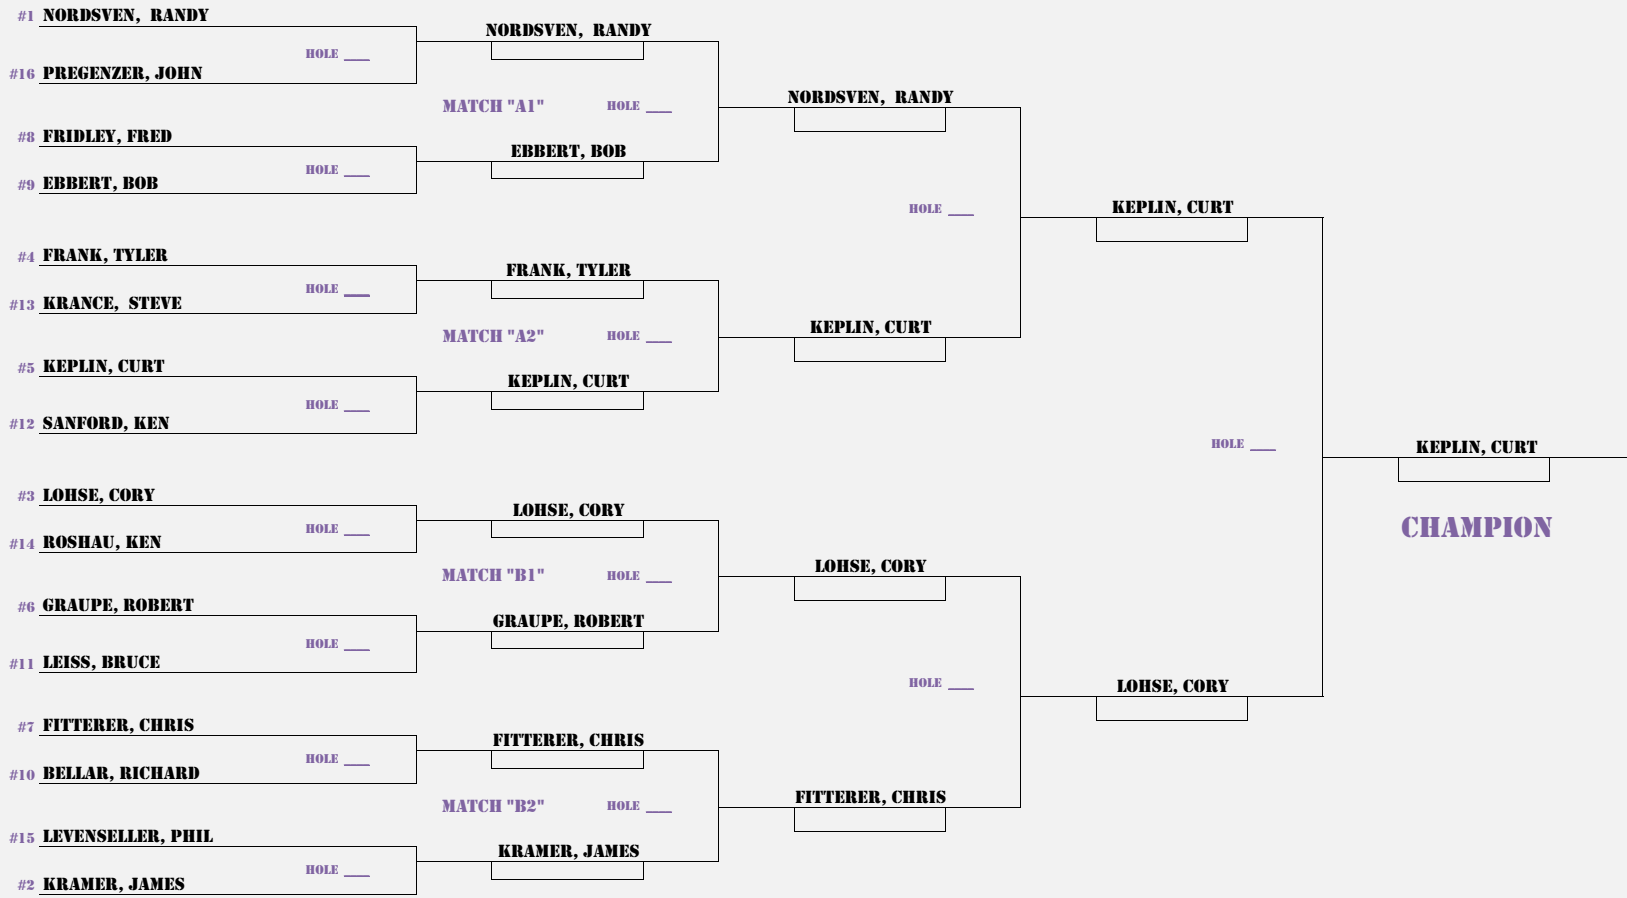 #1 NORDSVEN, RANDY
HOLE ___
#16 PREGENZER, JOHN
#8 FRIDLEY, FRED
HOLE ___
#9 EBBERT, BOB
#4 FRANK, TYLER
HOLE ___
#13 KRANCE, STEVE
#5 KEPLIN, CURT
HOLE ___
#12 SANFORD, KEN
#3 LOHSE, CORY
HOLE ___
#14 ROSHAU, KEN
#6 GRAUPE, ROBERT
HOLE ___
#11 LEISS, BRUCE
#7 FITTERER, CHRIS
HOLE ___
#10 BELLAR, RICHARD
#15 LEVENSELLER, PHIL
HOLE ___
#2 KRAMER, JAMES
NORDSVEN, RANDY
MATCH "A1" HOLE ___
EBBERT, BOB
FRANK, TYLER
MATCH "A2" HOLE ___
KEPLIN, CURT
LOHSE, CORY
MATCH "B1" HOLE ___
GRAUPE, ROBERT
FITTERER, CHRIS
MATCH "B2" HOLE ___
KRAMER, JAMES
NORDSVEN, RANDY
HOLE ___
KEPLIN, CURT
LOHSE, CORY
HOLE ___
FITTERER, CHRIS
KEPLIN, CURT
HOLE ___
LOHSE, CORY
KEPLIN, CURT
CHAMPION